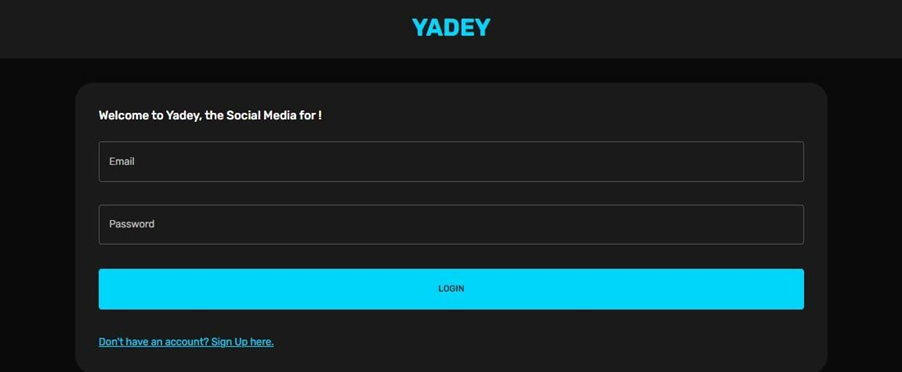 YADEY
Welcome to Yadey, the Social Media for !
Email
Password
LOGIN
Don't have an account? Sign Up here.